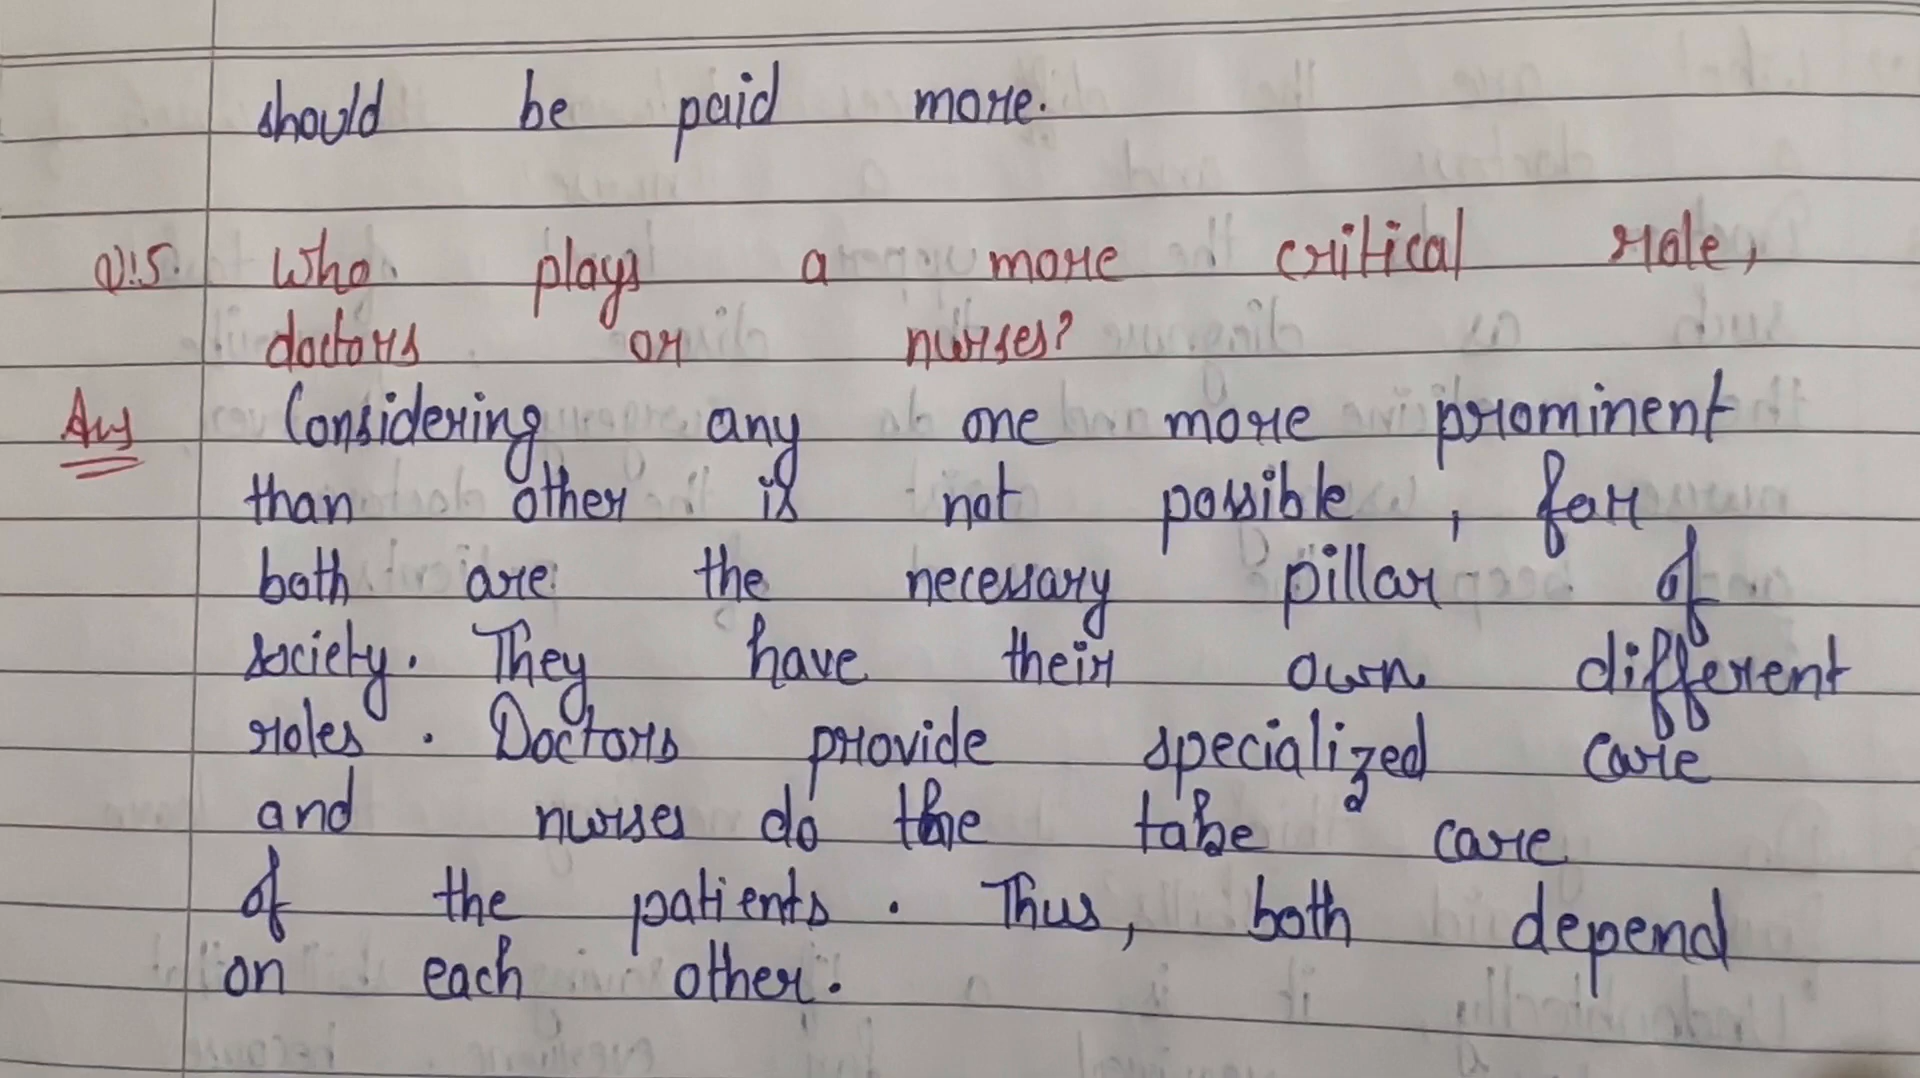 should be paid more.
Q.5. Who plays a more critical role,
doctors or nurses?
Ans Considering any one more prominent
than other is not possible, for
both are the necessary pillar of
society. They have their own different
roles. Doctors provide specialized care
and nurses do the take care
of the patients. Thus, both depend
on each other.